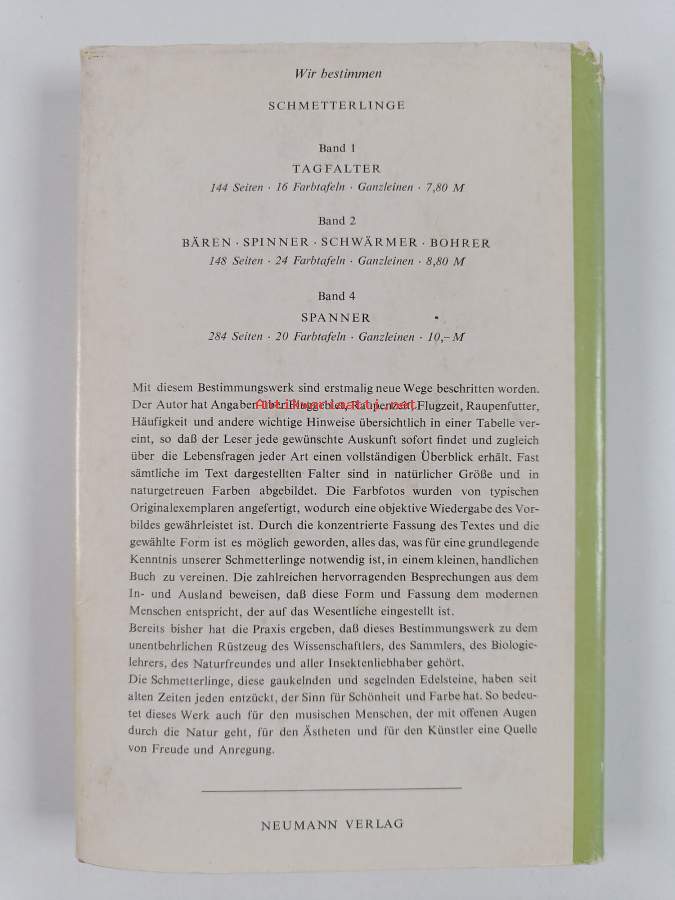 Wir bestimmen
SCHMETTERLINGE
Band 1
TAGFALTER
144 Seiten · 16 Farbtafeln · Ganzleinen · 7,80 M
Band 2
BÄREN · SPINNER · SCHWÄRMER · BOHRER
148 Seiten · 24 Farbtafeln · Ganzleinen · 8,80 M
Band 4
SPANNER
284 Seiten · 20 Farbtafeln · Ganzleinen · 10,– M
Mit diesem Bestimmungswerk sind erstmalig neue Wege beschritten worden.
Der Autor hat Angaben über Fluggebiet, Raupenzeit, Flugzeit, Raupenfutter,
Antikvariaatti.net
Häufigkeit und andere wichtige Hinweise übersichtlich in einer Tabelle ver-
eint, so daß der Leser jede gewünschte Auskunft sofort findet und zugleich
über die Lebensfragen jeder Art einen vollständigen Überblick erhält. Fast
sämtliche im Text dargestellten Falter sind in natürlicher Größe und in
naturgetreuen Farben abgebildet. Die Farbfotos wurden von typischen
Originalexemplaren angefertigt, wodurch eine objektive Wiedergabe des Vor-
bildes gewährleistet ist. Durch die konzentrierte Fassung des Textes und die
gewählte Form ist es möglich geworden, alles das, was für eine grundlegende
Kenntnis unserer Schmetterlinge notwendig ist, in einem kleinen, handlichen
Buch zu vereinen. Die zahlreichen hervorragenden Besprechungen aus dem
In- und Ausland beweisen, daß diese Form und Fassung dem modernen
Menschen entspricht, der auf das Wesentliche eingestellt ist.
Bereits bisher hat die Praxis ergeben, daß dieses Bestimmungswerk zu dem
unentbehrlichen Rüstzeug des Wissenschaftlers, des Sammlers, des Biologie-
lehrers, des Naturfreundes und aller Insektenliebhaber gehört.
Die Schmetterlinge, diese gaukelnden und segelnden Edelsteine, haben seit
alten Zeiten jeden entzückt, der Sinn für Schönheit und Farbe hat. So bedeu-
tet dieses Werk auch für den musischen Menschen, der mit offenen Augen
durch die Natur geht, für den Ästheten und für den Künstler eine Quelle
von Freude und Anregung.
NEUMANN VERLAG